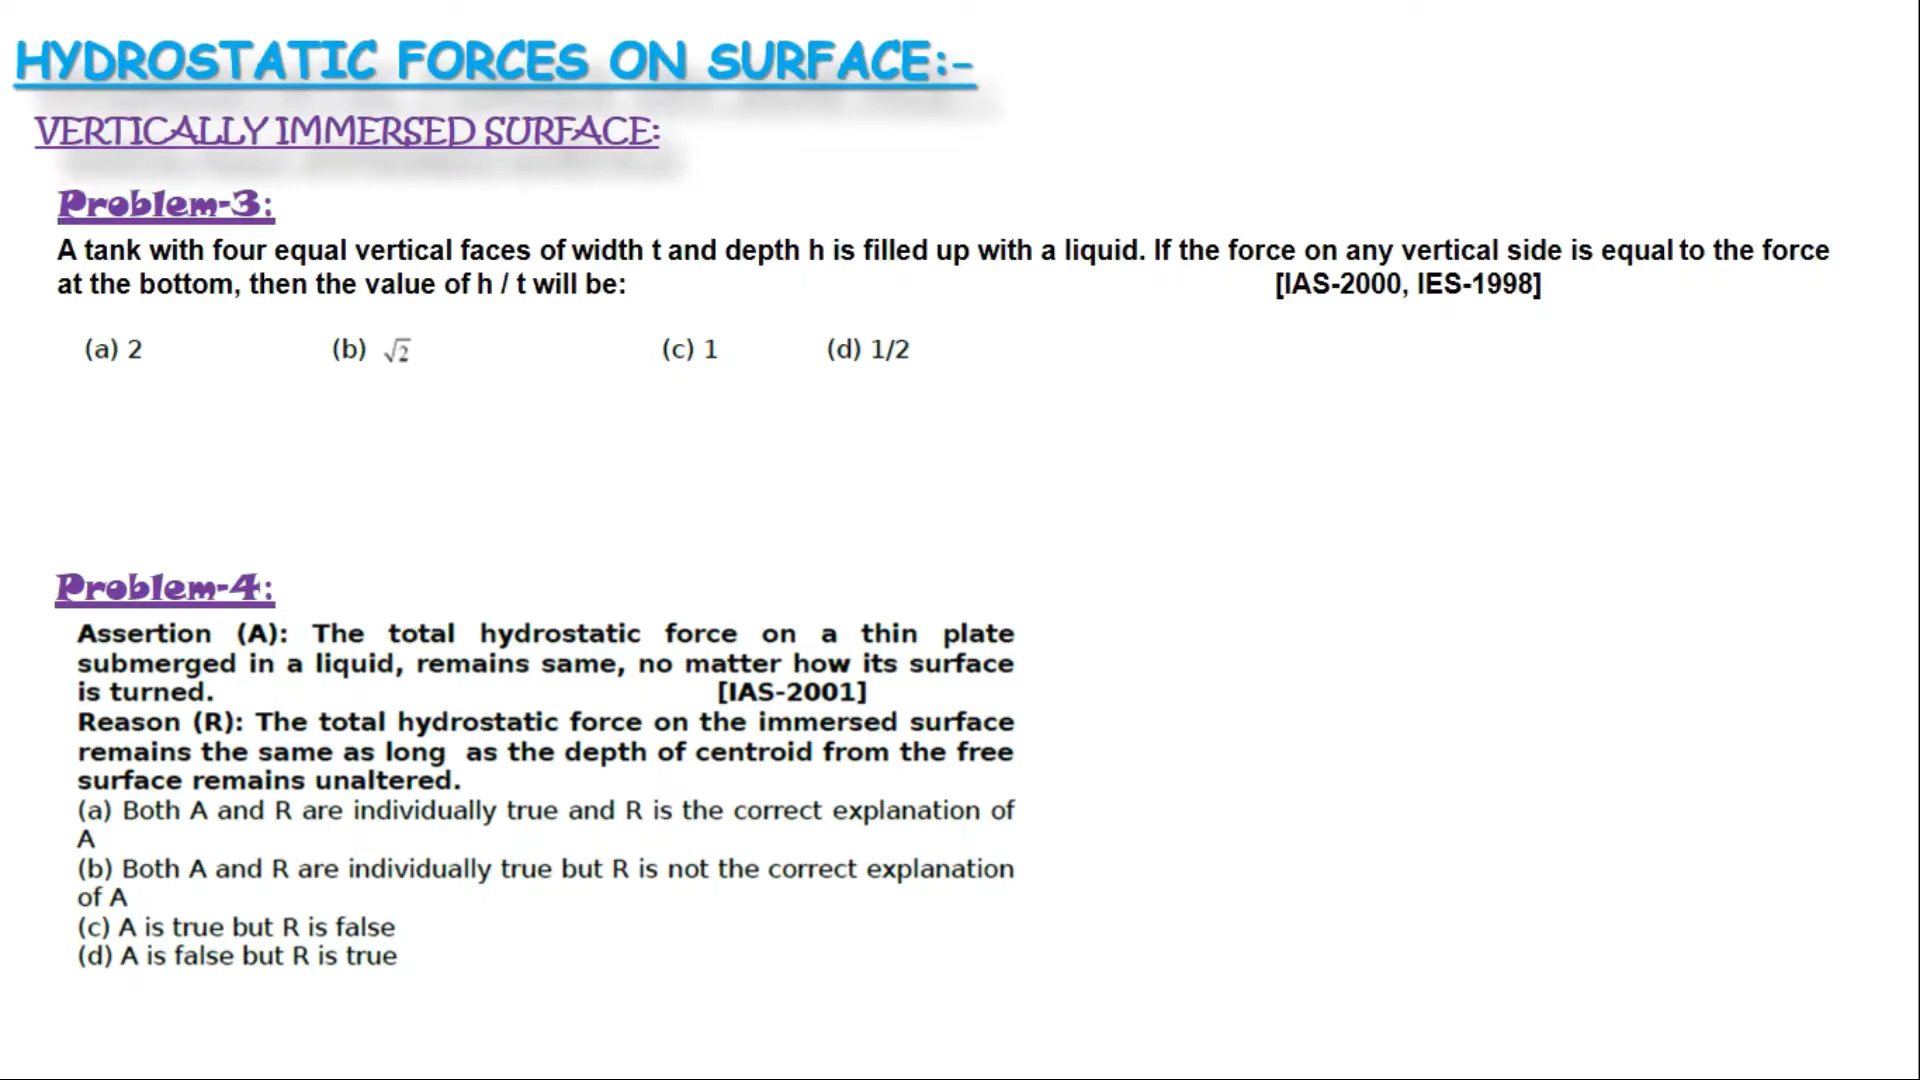 HYDROSTATIC FORCES ON SURFACE:-
VERTICALLY IMMERSED SURFACE:
Problem-3:
A tank with four equal vertical faces of width t and depth h is filled up with a liquid. If the force on any vertical side is equal to the force
at the bottom, then the value of h / t will be: [IAS-2000, IES-1998]
(a) 2 (b) √2 (c) 1 (d) 1/2
Problem-4:
Assertion (A): The total hydrostatic force on a thin plate
submerged in a liquid, remains same, no matter how its surface
is turned. [IAS-2001]
Reason (R): The total hydrostatic force on the immersed surface
remains the same as long as the depth of centroid from the free
surface remains unaltered.
(a) Both A and R are individually true and R is the correct explanation of
A
(b) Both A and R are individually true but R is not the correct explanation
of A
(c) A is true but R is false
(d) A is false but R is true